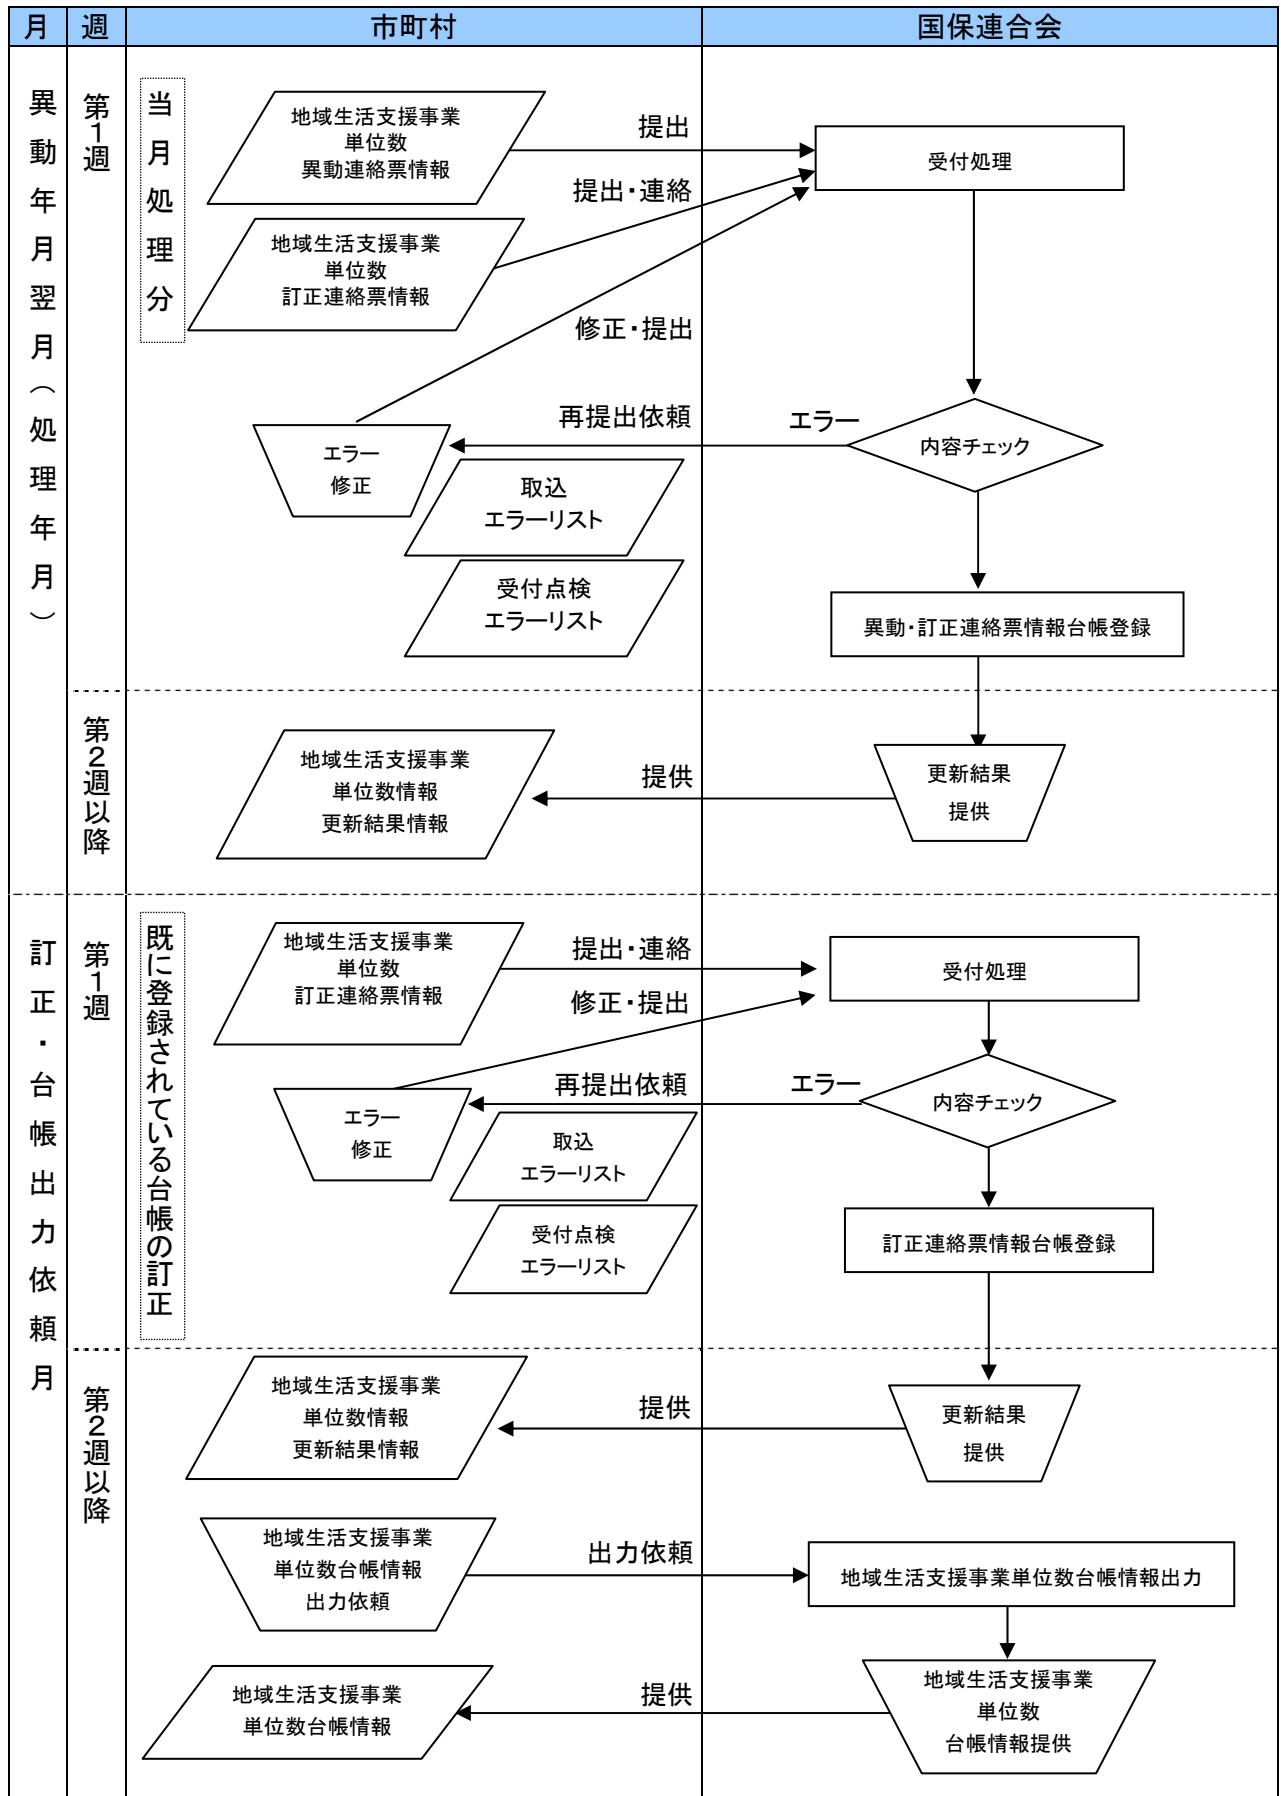 月 週 市町村 国保連合会
異動年月翌月（処理年月）
第1週
当月処理分
地域生活支援事業
単位数
異動連絡票情報
提出
受付処理
提出・連絡
地域生活支援事業
単位数
訂正連絡票情報
修正・提出
再提出依頼
エラー
内容チェック
エラー
修正
取込
エラーリスト
受付点検
エラーリスト
異動・訂正連絡票情報台帳登録
第2週以降
地域生活支援事業
単位数情報
更新結果情報
提供
更新結果
提供
訂正・台帳出力依頼月
第1週
既に登録されている台帳の訂正
地域生活支援事業
単位数
訂正連絡票情報
提出・連絡
受付処理
修正・提出
再提出依頼
エラー
内容チェック
エラー
修正
取込
エラーリスト
受付点検
エラーリスト
訂正連絡票情報台帳登録
第2週以降
地域生活支援事業
単位数情報
更新結果情報
提供
更新結果
提供
地域生活支援事業
単位数台帳情報
出力依頼
出力依頼
地域生活支援事業単位数台帳情報出力
地域生活支援事業
単位数台帳情報
提供
地域生活支援事業
単位数
台帳情報提供